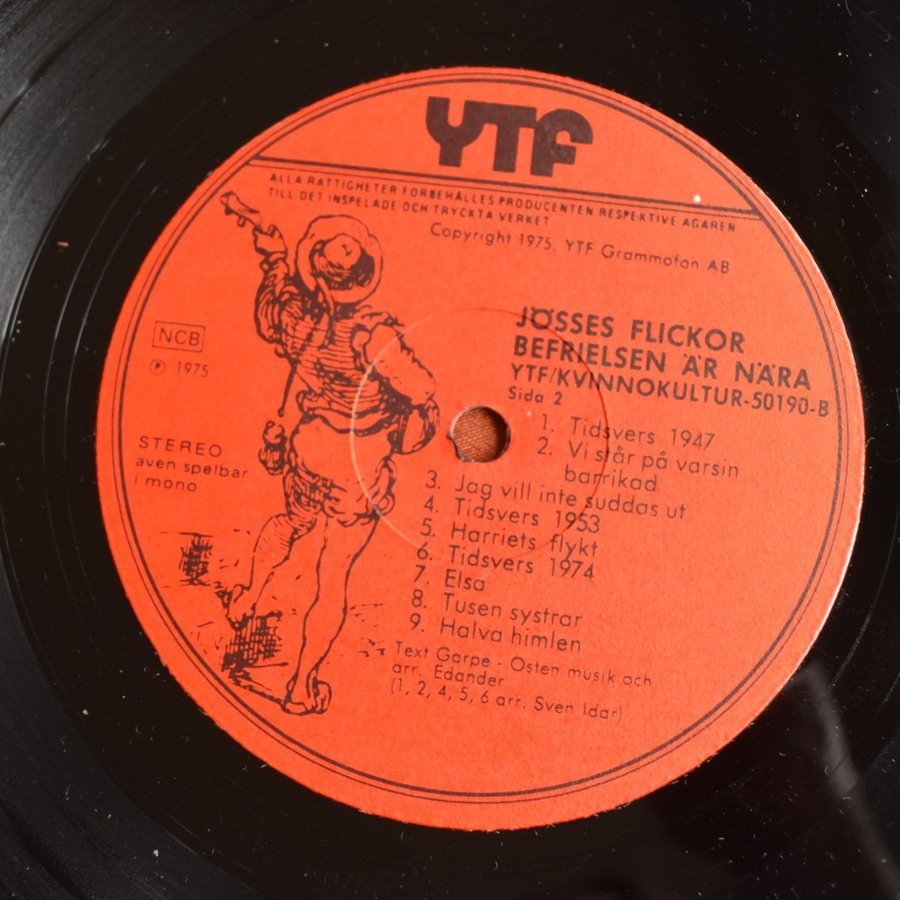 YTF
ALLA RÄTTIGHETER FÖRBEHÅLLES PRODUCENTEN RESPEKTIVE ÄGAREN
TILL DET INSPELADE OCH TRYCKTA VERKET
Copyright 1975, YTF Grammofon AB
NCB
℗ 1975
STEREO
även spelbar
i mono
JÖSSES FLICKOR
BEFRIELSEN ÄR NÄRA
YTF/KVINNOKULTUR-50190-B
Sida 2
1. Tidsvers 1947
2. Vi står på varsin
barrikad
3. Jag vill inte suddas ut
4. Tidsvers 1953
5. Harriets flykt
6. Tidsvers 1974
7. Elsa
8. Tusen systrar
9. Halva himlen
Text Garpe - Osten musik och
arr. Edander
(1, 2, 4, 5, 6 arr. Sven Idar)